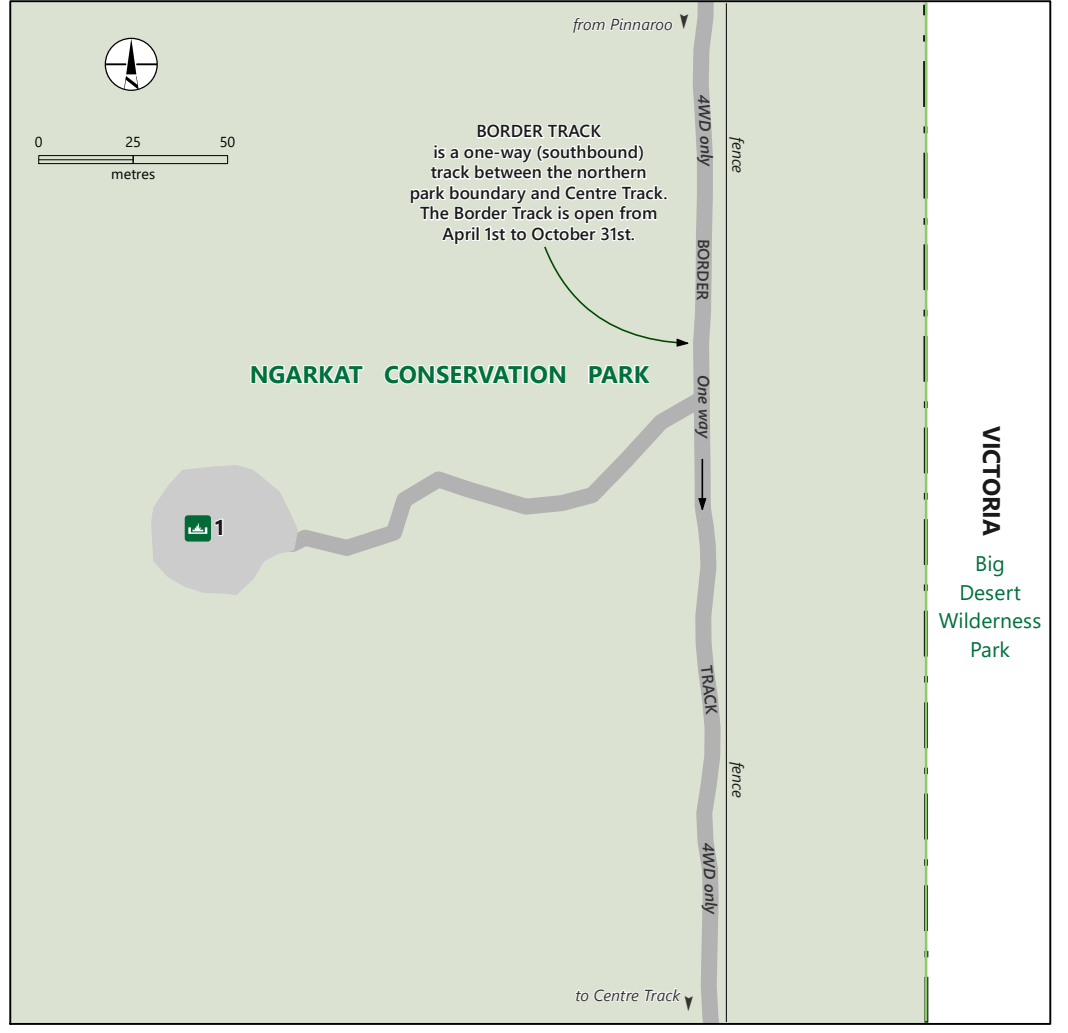 from Pinnaroo
N
0 25 50
metres
4WD only
fence
BORDER TRACK
is a one-way (southbound)
track between the northern
park boundary and Centre Track.
The Border Track is open from
April 1st to October 31st.
BORDER
NGARKAT CONSERVATION PARK
One way
VICTORIA
Big
Desert
Wilderness
Park
1
TRACK
fence
4WD only
to Centre Track